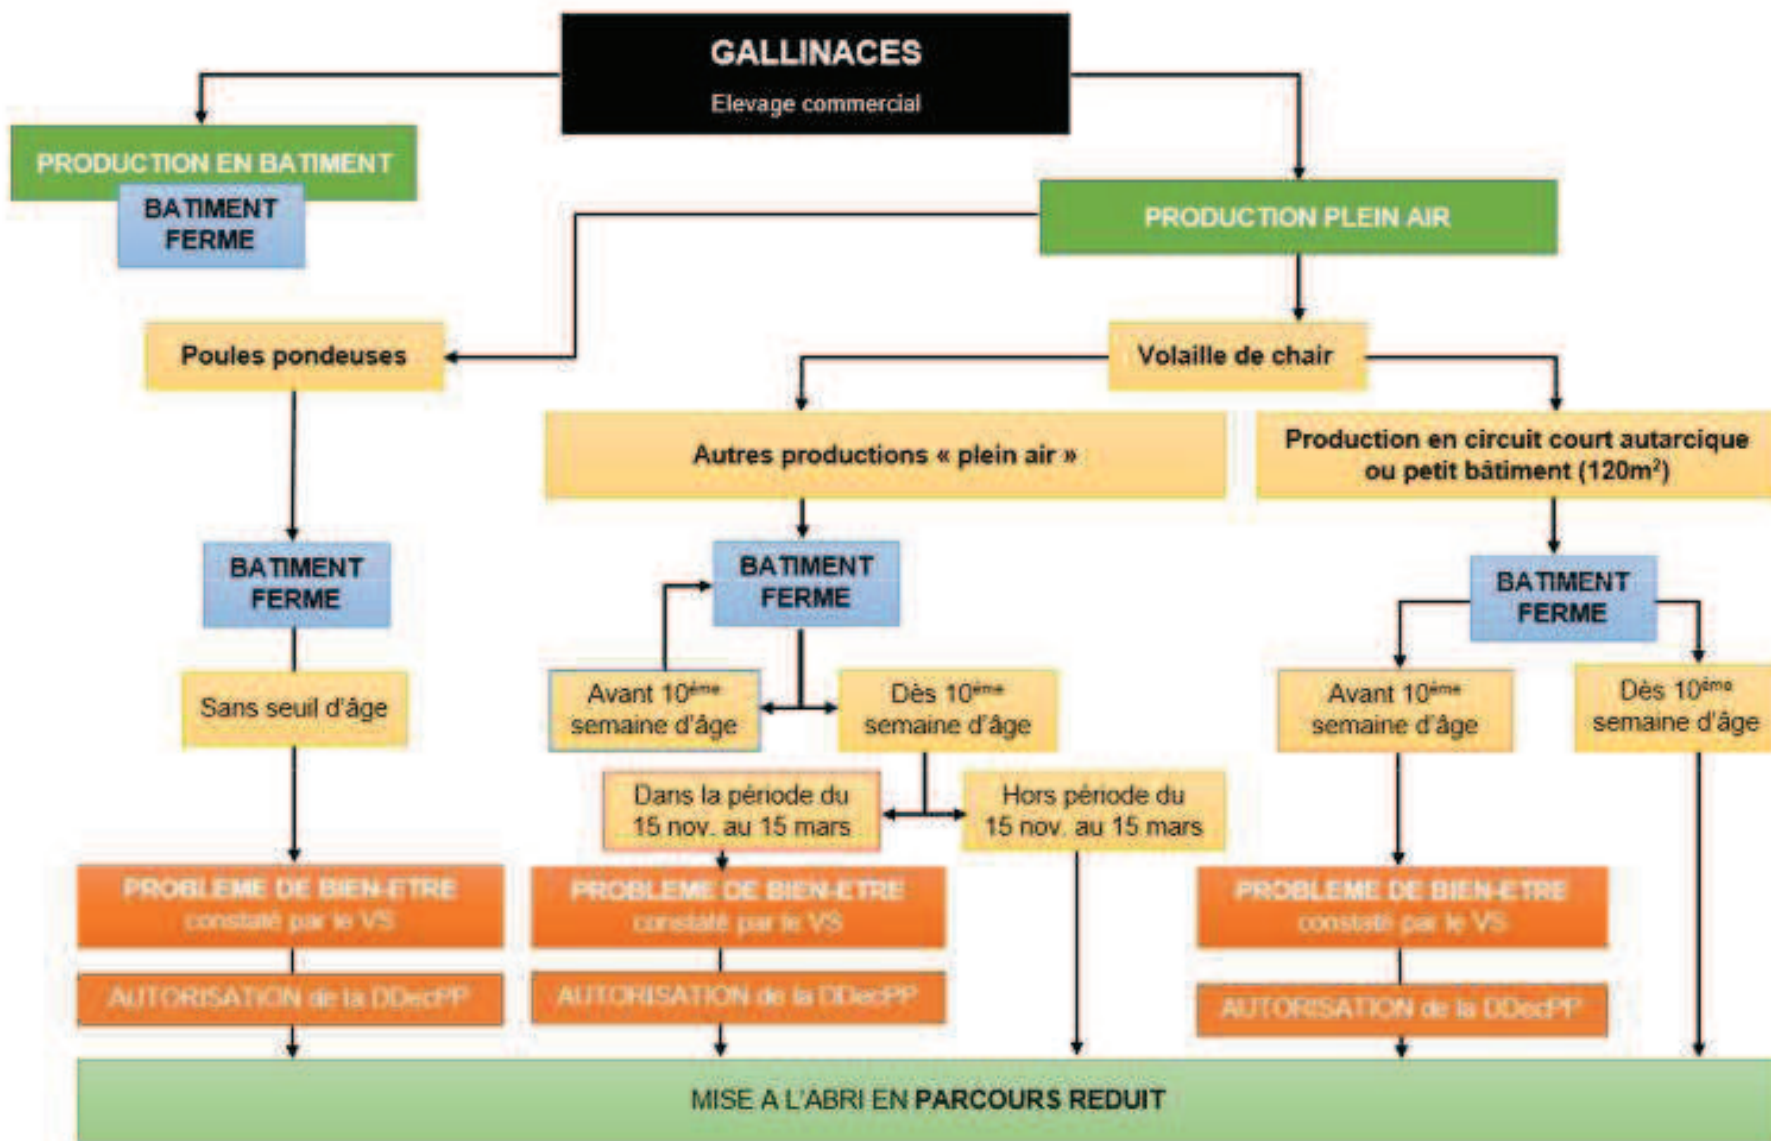 GALLINACES
Elevage commercial
PRODUCTION EN BATIMENT
BATIMENT
FERME
PRODUCTION PLEIN AIR
Poules pondeuses
Volaille de chair
Autres productions « plein air »
Production en circuit court autarcique
ou petit bâtiment (120m²)
BATIMENT
FERME
BATIMENT
FERME
BATIMENT
FERME
Sans seuil d'âge
Avant 10ème
semaine d'âge
Dès 10ème
semaine d'âge
Avant 10ème
semaine d'âge
Dès 10ème
semaine d'âge
Dans la période du
15 nov. au 15 mars
Hors période du
15 nov. au 15 mars
PROBLEME DE BIEN-ETRE
constaté par le VS
PROBLEME DE BIEN-ETRE
constaté par le VS
PROBLEME DE BIEN-ETRE
constaté par le VS
AUTORISATION de la DDecPP
AUTORISATION de la DDecPP
AUTORISATION de la DDecPP
MISE A L'ABRI EN PARCOURS REDUIT